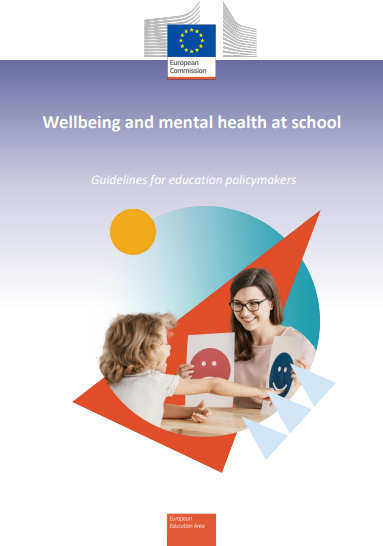 European
Commission
Wellbeing and mental health at school
Guidelines for education policymakers
European
Education Area